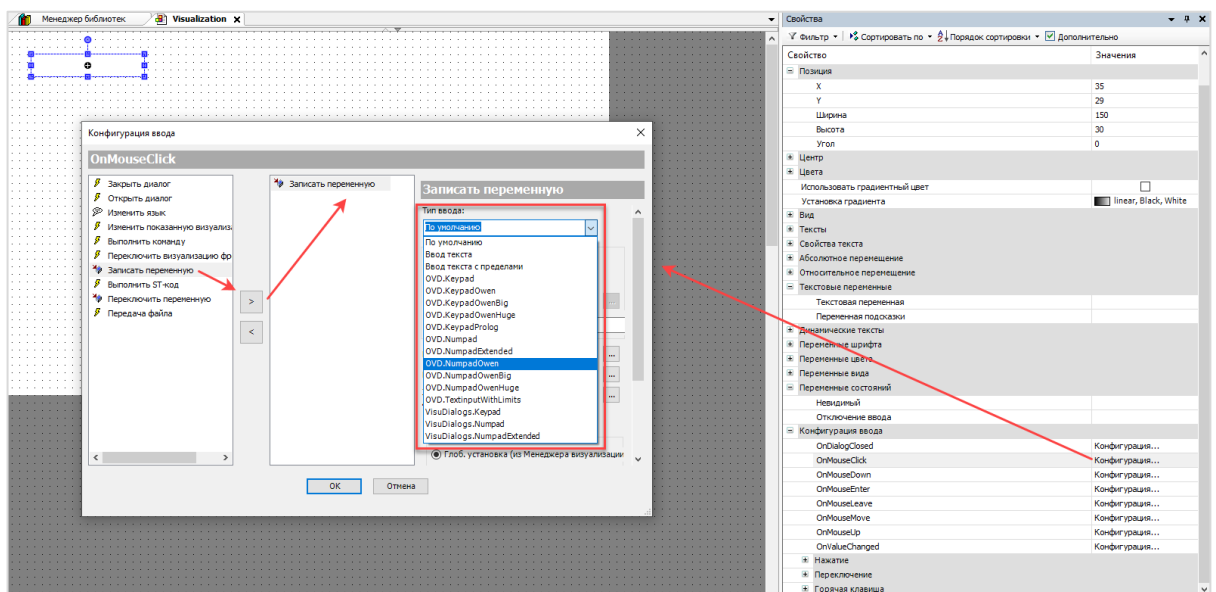 Менеджер библиотек
Visualization
Конфигурация ввода
OnMouseClick
Закрыть диалог
Открыть диалог
Изменить язык
Изменить показанную визуализ
Выполнить команду
Переключить визуализацию фр
Записать переменную
Выполнить ST-код
Переключить переменную
Передача файла
>
<
Записать переменную
Записать переменную
Тип ввода:
По умолчанию
По умолчанию
Ввод текста
Ввод текста с пределами
OVD.Keypad
OVD.KeypadOwen
OVD.KeypadOwenBig
OVD.KeypadOwenHuge
OVD.KeypadProlog
OVD.Numpad
OVD.NumpadExtended
OVD.NumpadOwen
OVD.NumpadOwenBig
OVD.NumpadOwenHuge
OVD.TextinputWithLimits
VisuDialogs.Keypad
VisuDialogs.Numpad
VisuDialogs.NumpadExtended
...
...
...
...
Глоб. установка (из Менеджера визуализации
ОК Отмена
Свойства
Фильтр Сортировать по Порядок сортировки Дополнительно
Свойство Значения
Позиция
X 35
Y 29
Ширина 150
Высота 30
Угол 0
Центр
Цвета
Использовать градиентный цвет
Установка градиента linear, Black, White
Вид
Тексты
Свойства текста
Абсолютное перемещение
Относительное перемещение
Текстовые переменные
Текстовая переменная
Переменная подсказки
Динамические тексты
Переменные шрифта
Переменные цвета
Переменные вида
Переменные состояний
Невидимый
Отключение ввода
Конфигурация ввода
OnDialogClosed Конфигурация...
OnMouseClick Конфигурация...
OnMouseDown Конфигурация...
OnMouseEnter Конфигурация...
OnMouseLeave Конфигурация...
OnMouseMove Конфигурация...
OnMouseUp Конфигурация...
OnValueChanged Конфигурация...
Нажатие
Переключение
Горячая клавиша